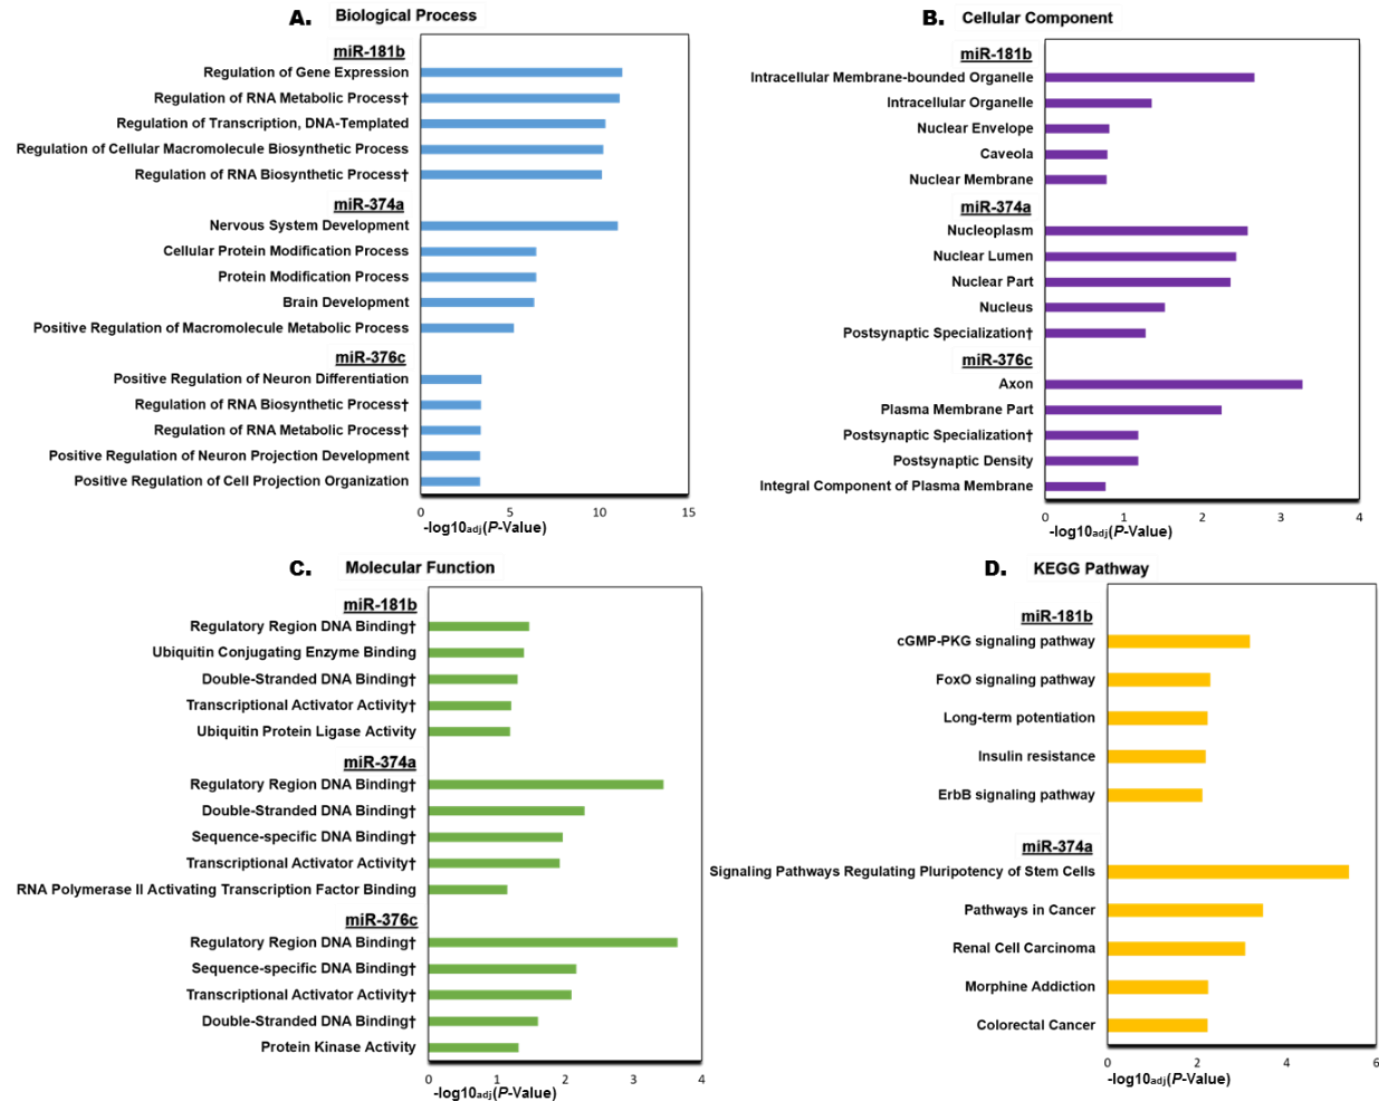 A. Biological Process
miR-181b
Regulation of Gene Expression
Regulation of RNA Metabolic Process†
Regulation of Transcription, DNA-Templated
Regulation of Cellular Macromolecule Biosynthetic Process
Regulation of RNA Biosynthetic Process†
miR-374a
Nervous System Development
Cellular Protein Modification Process
Protein Modification Process
Brain Development
Positive Regulation of Macromolecule Metabolic Process
miR-376c
Positive Regulation of Neuron Differentiation
Regulation of RNA Biosynthetic Process†
Regulation of RNA Metabolic Process†
Positive Regulation of Neuron Projection Development
Positive Regulation of Cell Projection Organization
0 5 10 15
-log10adj(P-Value)
B. Cellular Component
miR-181b
Intracellular Membrane-bounded Organelle
Intracellular Organelle
Nuclear Envelope
Caveola
Nuclear Membrane
miR-374a
Nucleoplasm
Nuclear Lumen
Nuclear Part
Nucleus
Postsynaptic Specialization†
miR-376c
Axon
Plasma Membrane Part
Postsynaptic Specialization†
Postsynaptic Density
Integral Component of Plasma Membrane
0 1 2 3 4
-log10adj(P-Value)
C. Molecular Function
miR-181b
Regulatory Region DNA Binding†
Ubiquitin Conjugating Enzyme Binding
Double-Stranded DNA Binding†
Transcriptional Activator Activity†
Ubiquitin Protein Ligase Activity
miR-374a
Regulatory Region DNA Binding†
Double-Stranded DNA Binding†
Sequence-specific DNA Binding†
Transcriptional Activator Activity†
RNA Polymerase II Activating Transcription Factor Binding
miR-376c
Regulatory Region DNA Binding†
Sequence-specific DNA Binding†
Transcriptional Activator Activity†
Double-Stranded DNA Binding†
Protein Kinase Activity
0 1 2 3 4
-log10adj(P-Value)
D. KEGG Pathway
miR-181b
cGMP-PKG signaling pathway
FoxO signaling pathway
Long-term potentiation
Insulin resistance
ErbB signaling pathway
miR-374a
Signaling Pathways Regulating Pluripotency of Stem Cells
Pathways in Cancer
Renal Cell Carcinoma
Morphine Addiction
Colorectal Cancer
0 2 4 6
-log10adj(P-Value)